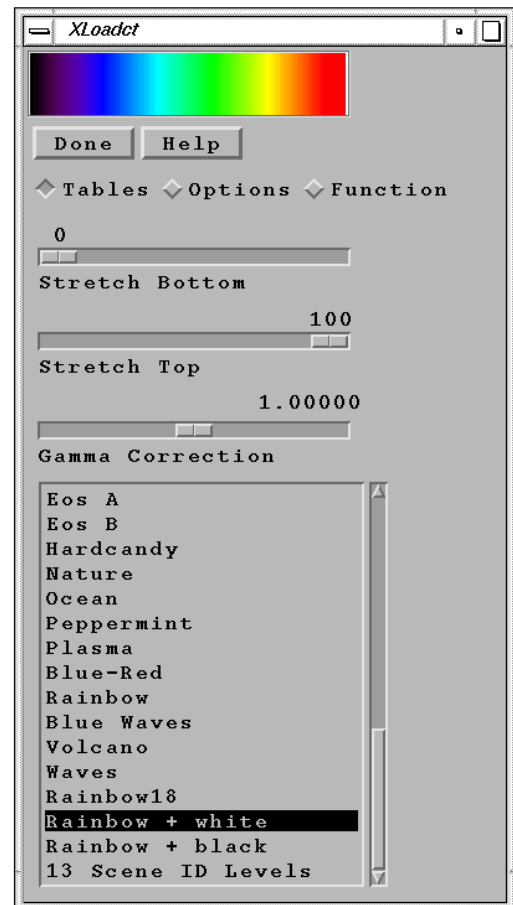 XLoadct
Done Help
Tables Options Function
0
Stretch Bottom
100
Stretch Top
1.00000
Gamma Correction
Eos A
Eos B
Hardcandy
Nature
Ocean
Peppermint
Plasma
Blue-Red
Rainbow
Blue Waves
Volcano
Waves
Rainbow18
Rainbow + white
Rainbow + black
13 Scene ID Levels